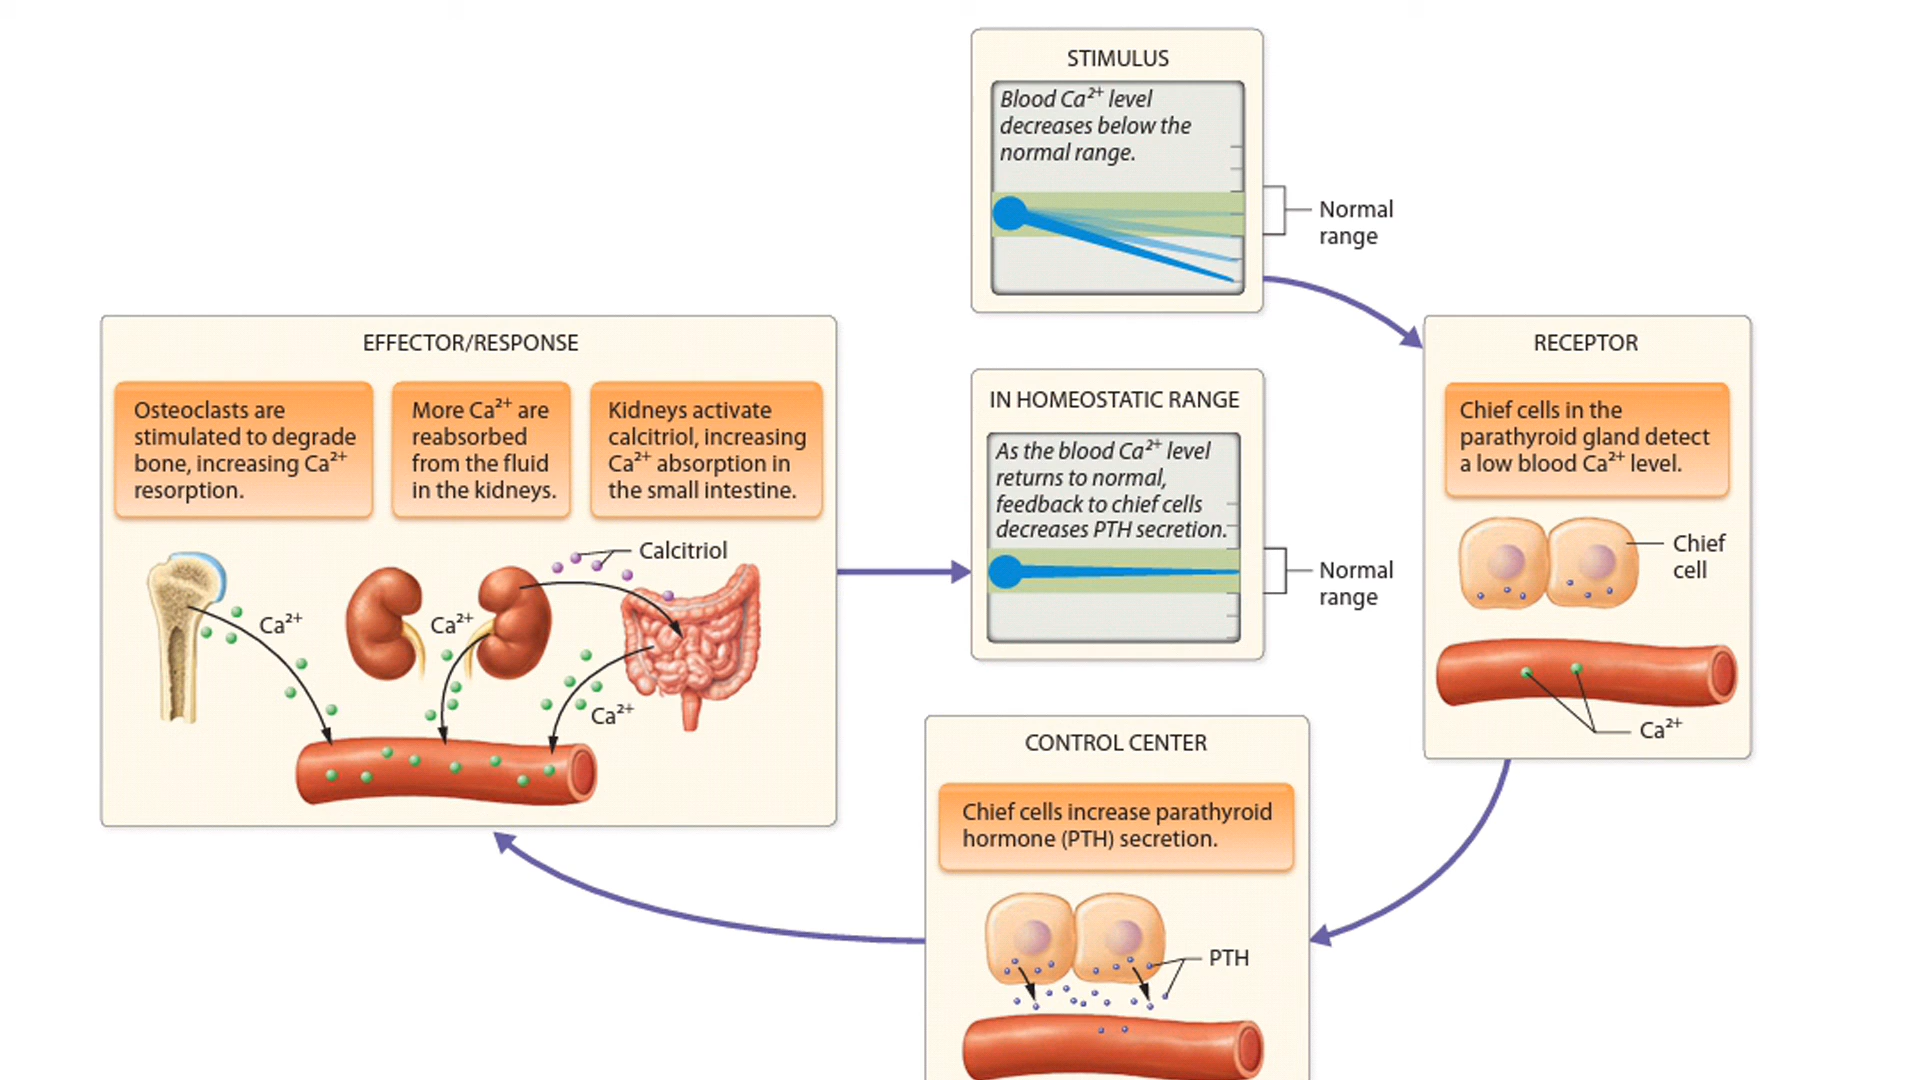 STIMULUS
Blood Ca²⁺ level
decreases below the
normal range.
Normal
range
RECEPTOR
Chief cells in the
parathyroid gland detect
a low blood Ca²⁺ level.
Chief
cell
Ca²⁺
CONTROL CENTER
Chief cells increase parathyroid
hormone (PTH) secretion.
PTH
EFFECTOR/RESPONSE
Osteoclasts are
stimulated to degrade
bone, increasing Ca²⁺
resorption.
More Ca²⁺ are
reabsorbed
from the fluid
in the kidneys.
Kidneys activate
calcitriol, increasing
Ca²⁺ absorption in
the small intestine.
Calcitriol
Ca²⁺
Ca²⁺
Ca²⁺
IN HOMEOSTATIC RANGE
As the blood Ca²⁺ level
returns to normal,
feedback to chief cells
decreases PTH secretion.
Normal
range